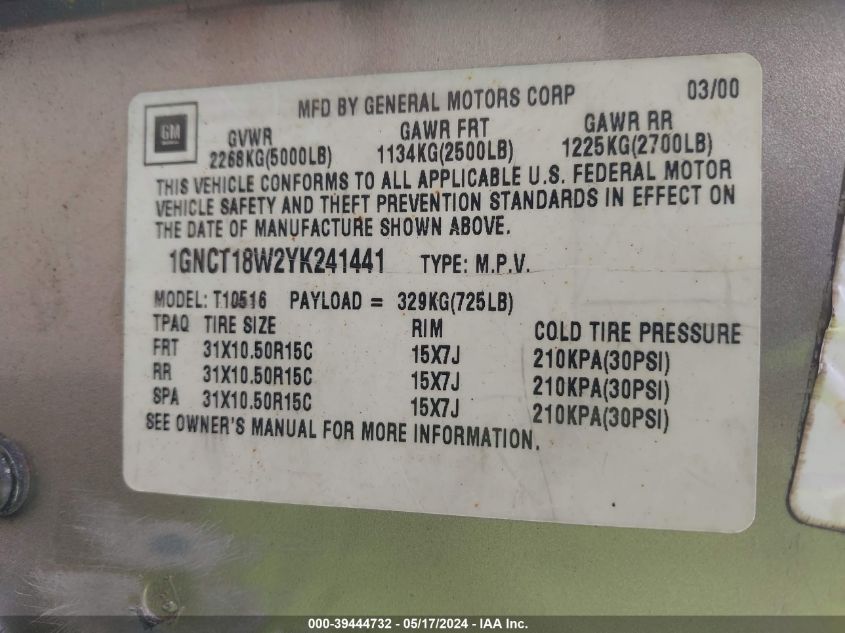 MFD BY GENERAL MOTORS CORP 03/00
GM
GVWR GAWR FRT GAWR RR
2268KG(5000LB) 1134KG(2500LB) 1225KG(2700LB)
THIS VEHICLE CONFORMS TO ALL APPLICABLE U.S. FEDERAL MOTOR
VEHICLE SAFETY AND THEFT PREVENTION STANDARDS IN EFFECT ON
THE DATE OF MANUFACTURE SHOWN ABOVE.
1GNCT18W2YK241441 TYPE: M.P.V.
MODEL: T10516 PAYLOAD = 329KG(725LB)
TPAQ TIRE SIZE RIM COLD TIRE PRESSURE
FRT 31X10.50R15C 15X7J 210KPA(30PSI)
RR 31X10.50R15C 15X7J 210KPA(30PSI)
SPA 31X10.50R15C 15X7J 210KPA(30PSI)
SEE OWNER'S MANUAL FOR MORE INFORMATION.
000-39444732 - 05/17/2024 - IAA Inc.